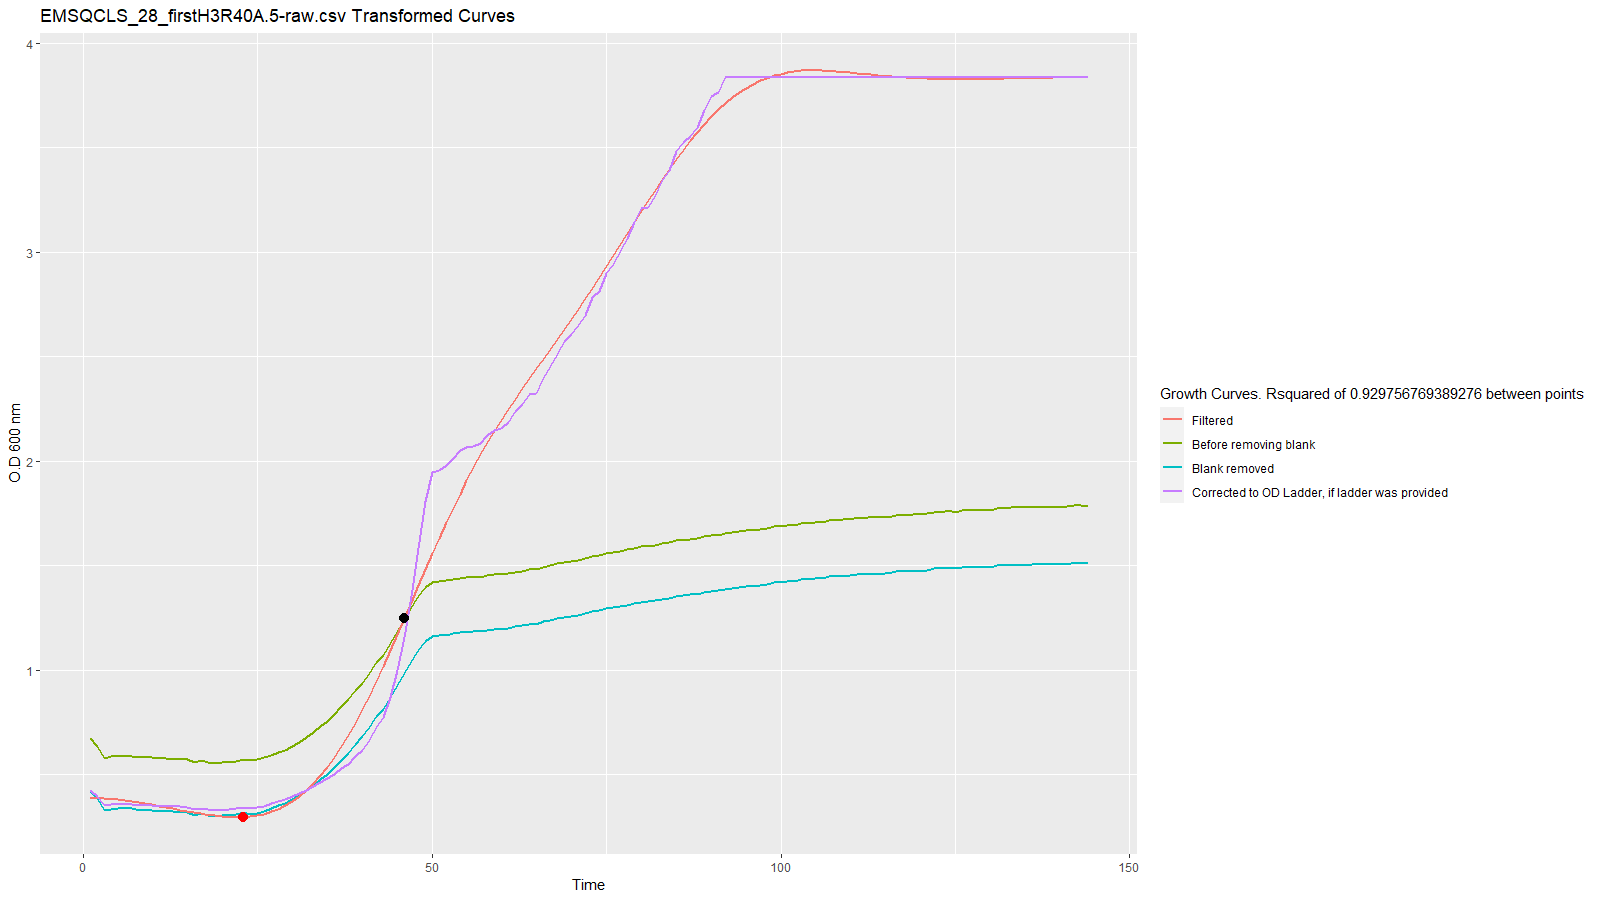 EMSQCLS_28_firstH3R40A.5-raw.csv Transformed Curves
O.D 600 nm
4
3
2
1
0
50
100
150
Time
Growth Curves. Rsquared of 0.929756769389276 between points
Filtered
Before removing blank
Blank removed
Corrected to OD Ladder, if ladder was provided